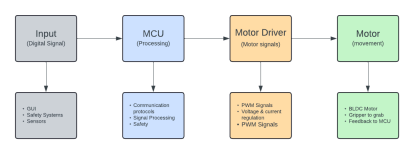 Input
(Digital Signal)
MCU
(Processing)
Motor Driver
(Motor signals)
Motor
(movement)
• GUI
• Safety Systems
• Sensors
• Communication
protocols
• Signal Processing
• Safety
• PWM Signals
• Voltage & current
regulation
• PWM Signals
• BLDC Motor
• Gripper to grab
• Feedback to MCU